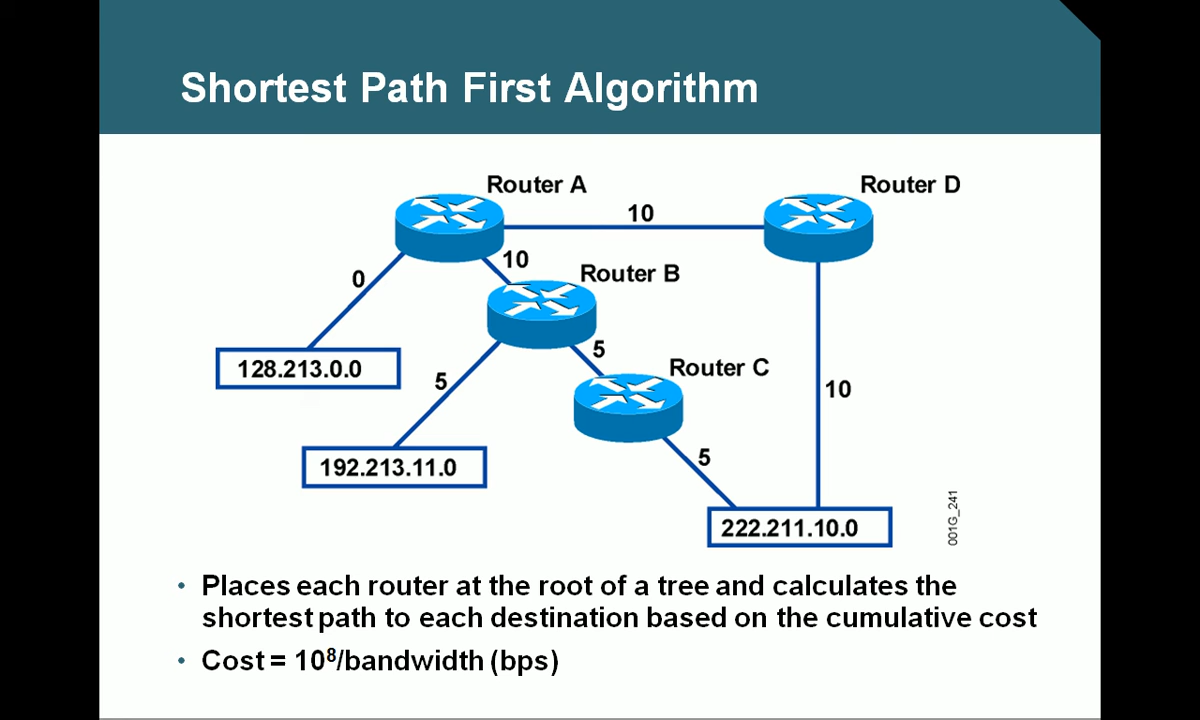 Shortest Path First Algorithm
Router A
Router D
10
0
10
Router B
5
Router C
128.213.0.0
5
10
192.213.11.0
5
222.211.10.0
001G_241
• Places each router at the root of a tree and calculates the
shortest path to each destination based on the cumulative cost
• Cost = 10⁸/bandwidth (bps)